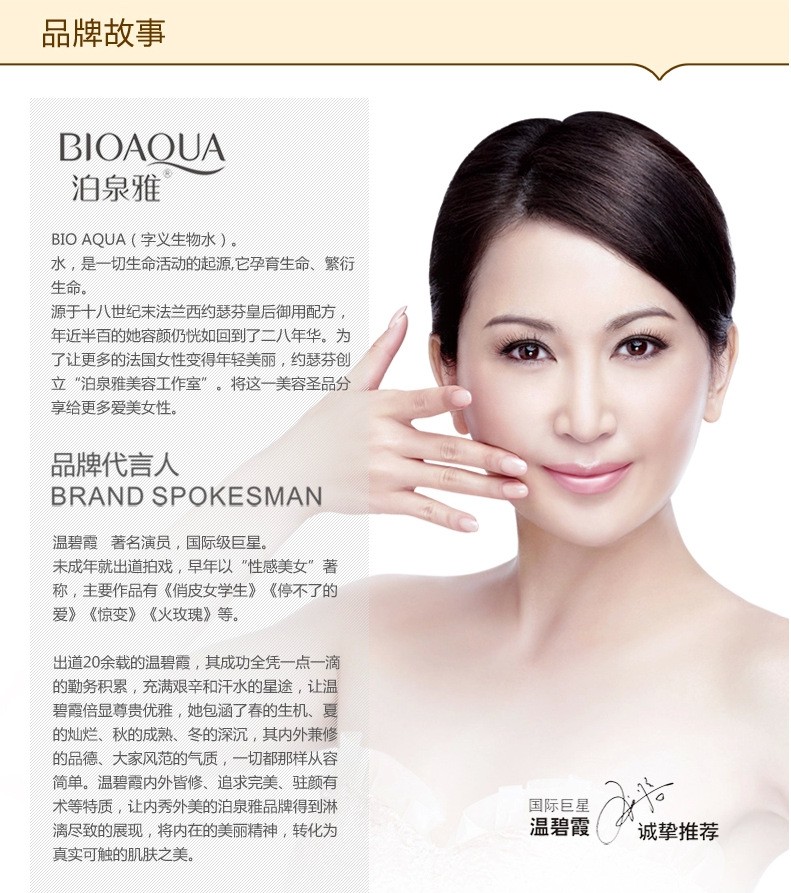 品牌故事
BIOAQUA
泊泉雅®
BIO AQUA（字义生物水）。
水，是一切生命活动的起源,它孕育生命、繁衍
生命。
源于十八世纪末法兰西约瑟芬皇后御用配方，
年近半百的她容颜仍恍如回到了二八年华。为
了让更多的法国女性变得年轻美丽，约瑟芬创
立“泊泉雅美容工作室”。将这一美容圣品分
享给更多爱美女性。
品牌代言人
BRAND SPOKESMAN
温碧霞　著名演员，国际级巨星。
未成年就出道拍戏，早年以“性感美女”著
称，主要作品有《俏皮女学生》《停不了的
爱》《惊变》《火玫瑰》等。
出道20余载的温碧霞，其成功全凭一点一滴
的勤务积累，充满艰辛和汗水的星途，让温
碧霞倍显尊贵优雅，她包涵了春的生机、夏
的灿烂、秋的成熟、冬的深沉，其内外兼修
的品德、大家风范的气质，一切都那样从容
简单。温碧霞内外皆修、追求完美、驻颜有
术等特质，让内秀外美的泊泉雅品牌得到淋
漓尽致的展现，将内在的美丽精神，转化为
真实可触的肌肤之美。
国际巨星
温碧霞 诚挚推荐